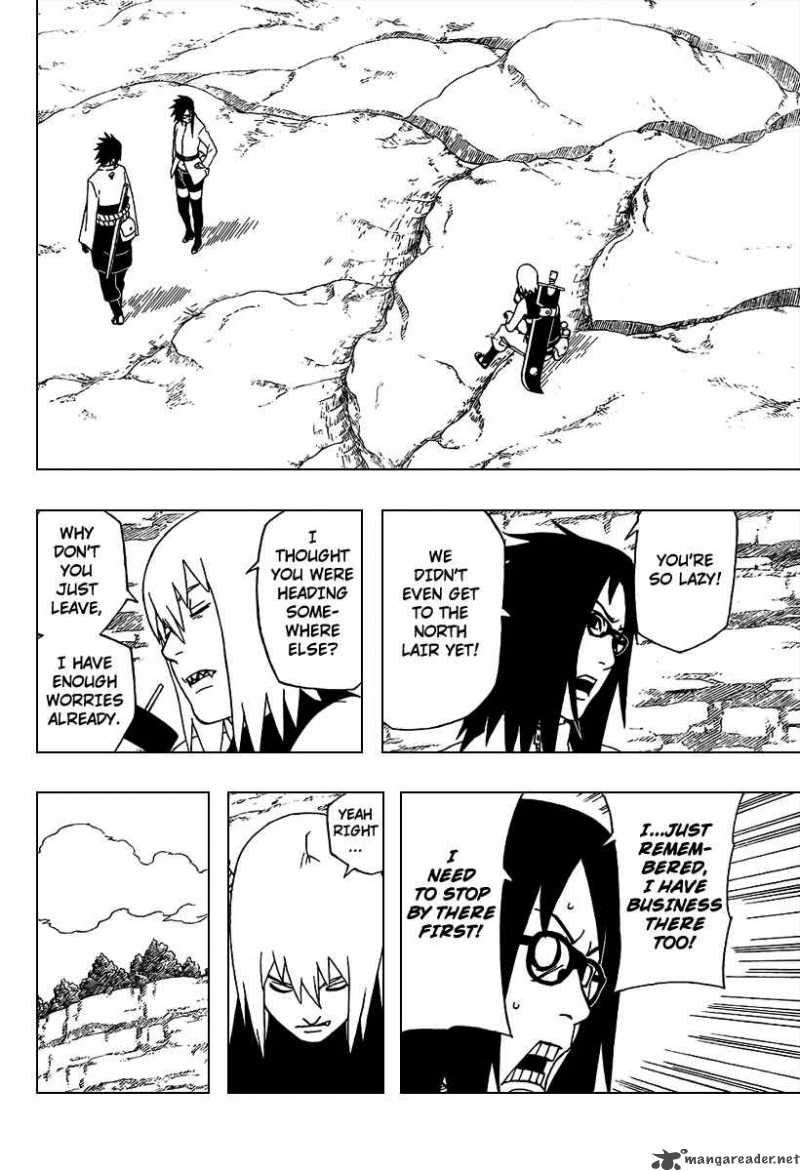 YOU'RE
SO LAZY!
WE
DIDN'T
EVEN GET
TO THE
NORTH
LAIR YET!
I
THOUGHT
YOU WERE
HEADING
SOME-
WHERE
ELSE?
WHY
DON'T
YOU
JUST
LEAVE,
I HAVE
ENOUGH
WORRIES
ALREADY.
I...JUST
REMEM-
BERED,
I HAVE
BUSINESS
THERE
TOO!
I
NEED
TO STOP
BY THERE
FIRST!
YEAH
RIGHT
...
mangareader.net